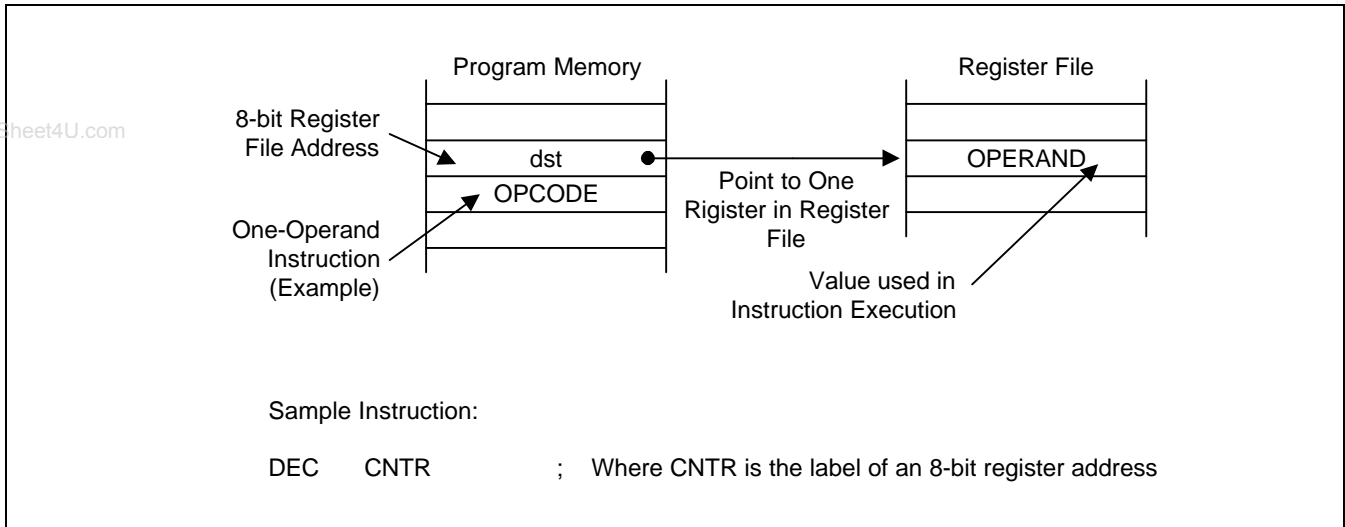 Program Memory
Register File
Sheet4U.com
8-bit Register
File Address
dst
OPERAND
OPCODE
Point to One
Rigister in Register
File
One-Operand
Instruction
(Example)
Value used in
Instruction Execution
Sample Instruction:
DEC CNTR ; Where CNTR is the label of an 8-bit register address